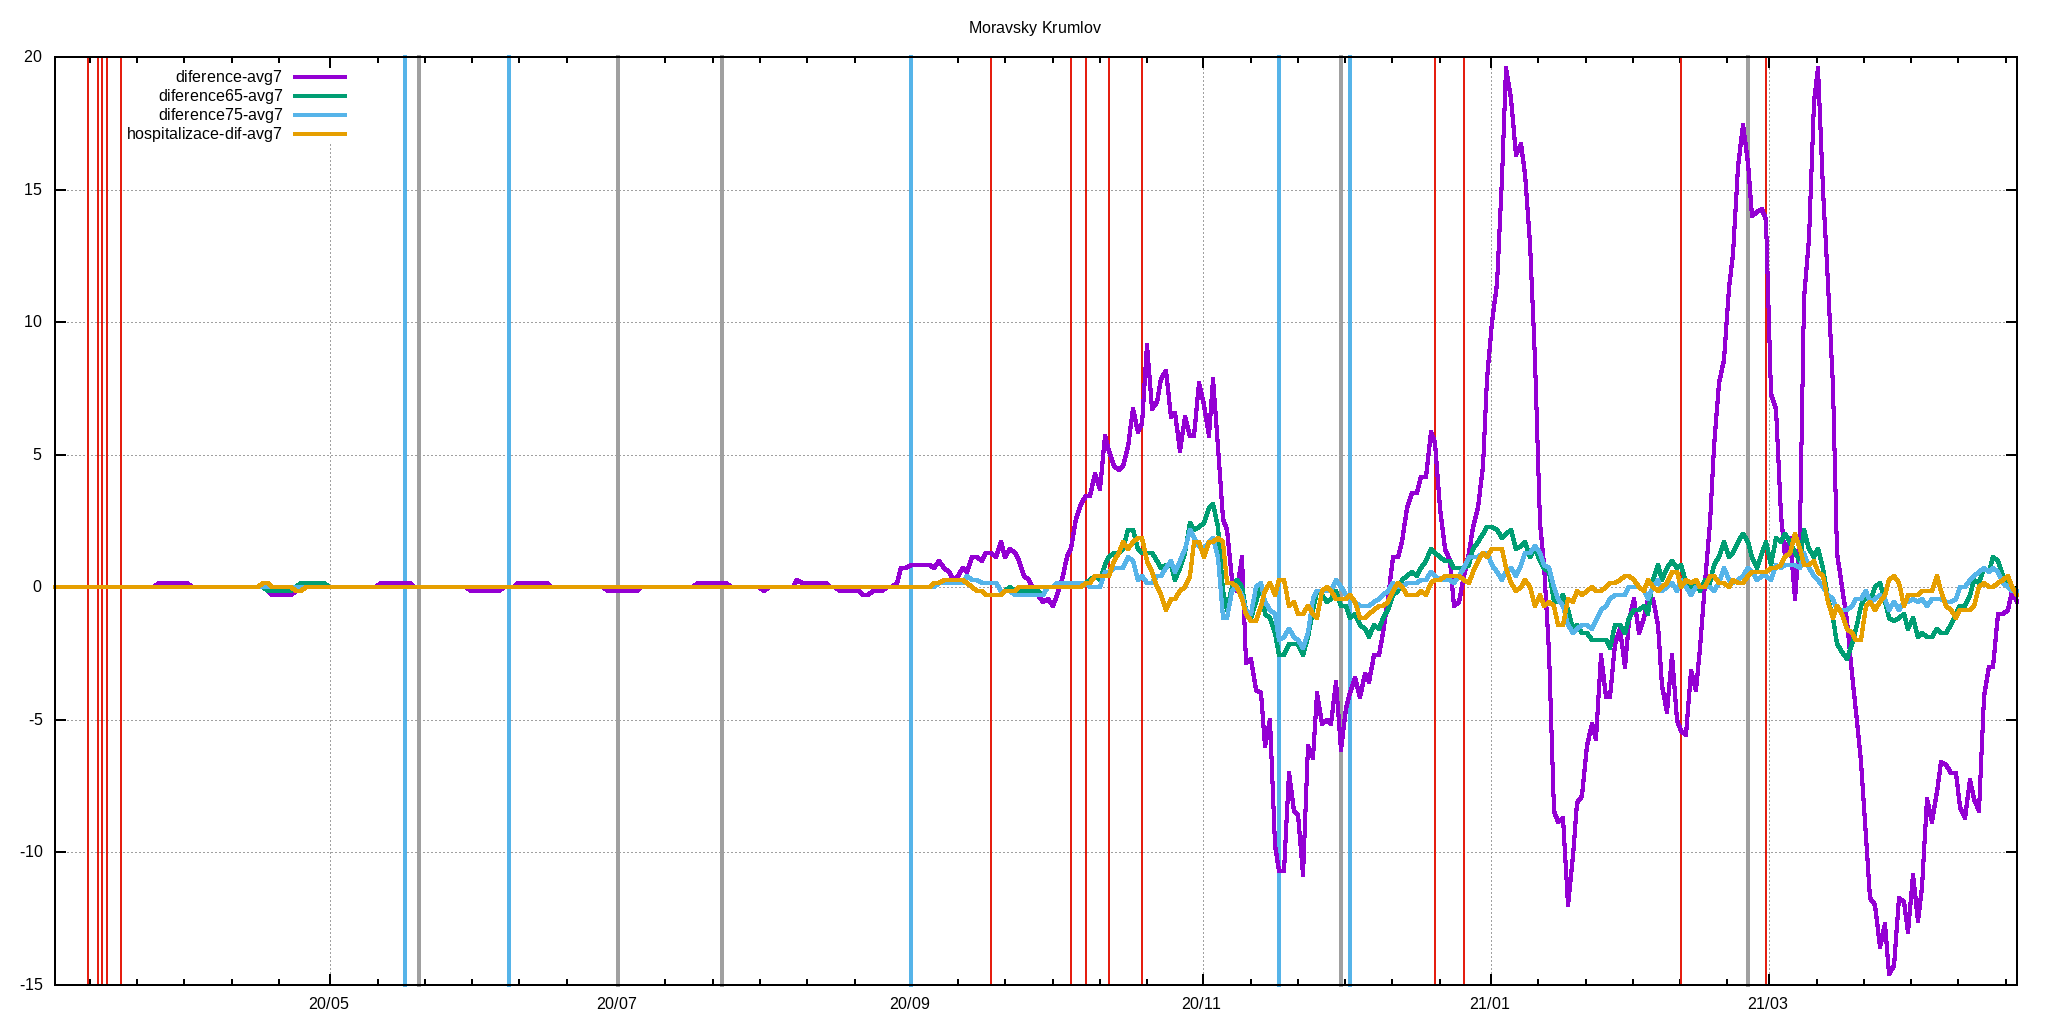 Moravsky Krumlov
diference-avg7
diference65-avg7
diference75-avg7
hospitalizace-dif-avg7
20
15
10
5
0
-5
-10
-15
20/05 20/07 20/09 20/11 21/01 21/03